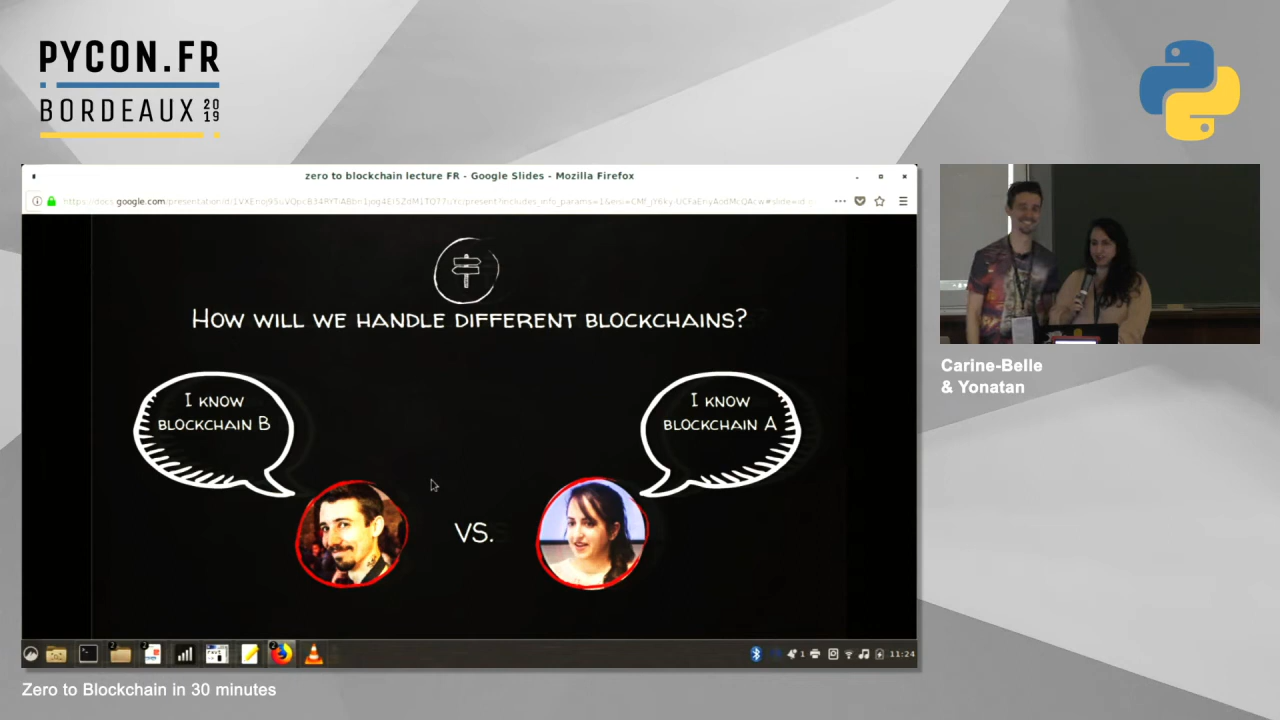 PYCON.FR
BORDEAUX 2019
zero to blockchain lecture FR - Google Slides - Mozilla Firefox
HOW WILL WE HANDLE DIFFERENT BLOCKCHAINS?
I KNOW
BLOCKCHAIN B
I KNOW
BLOCKCHAIN A
VS.
11:24
Carine-Belle
& Yonatan
Zero to Blockchain in 30 minutes